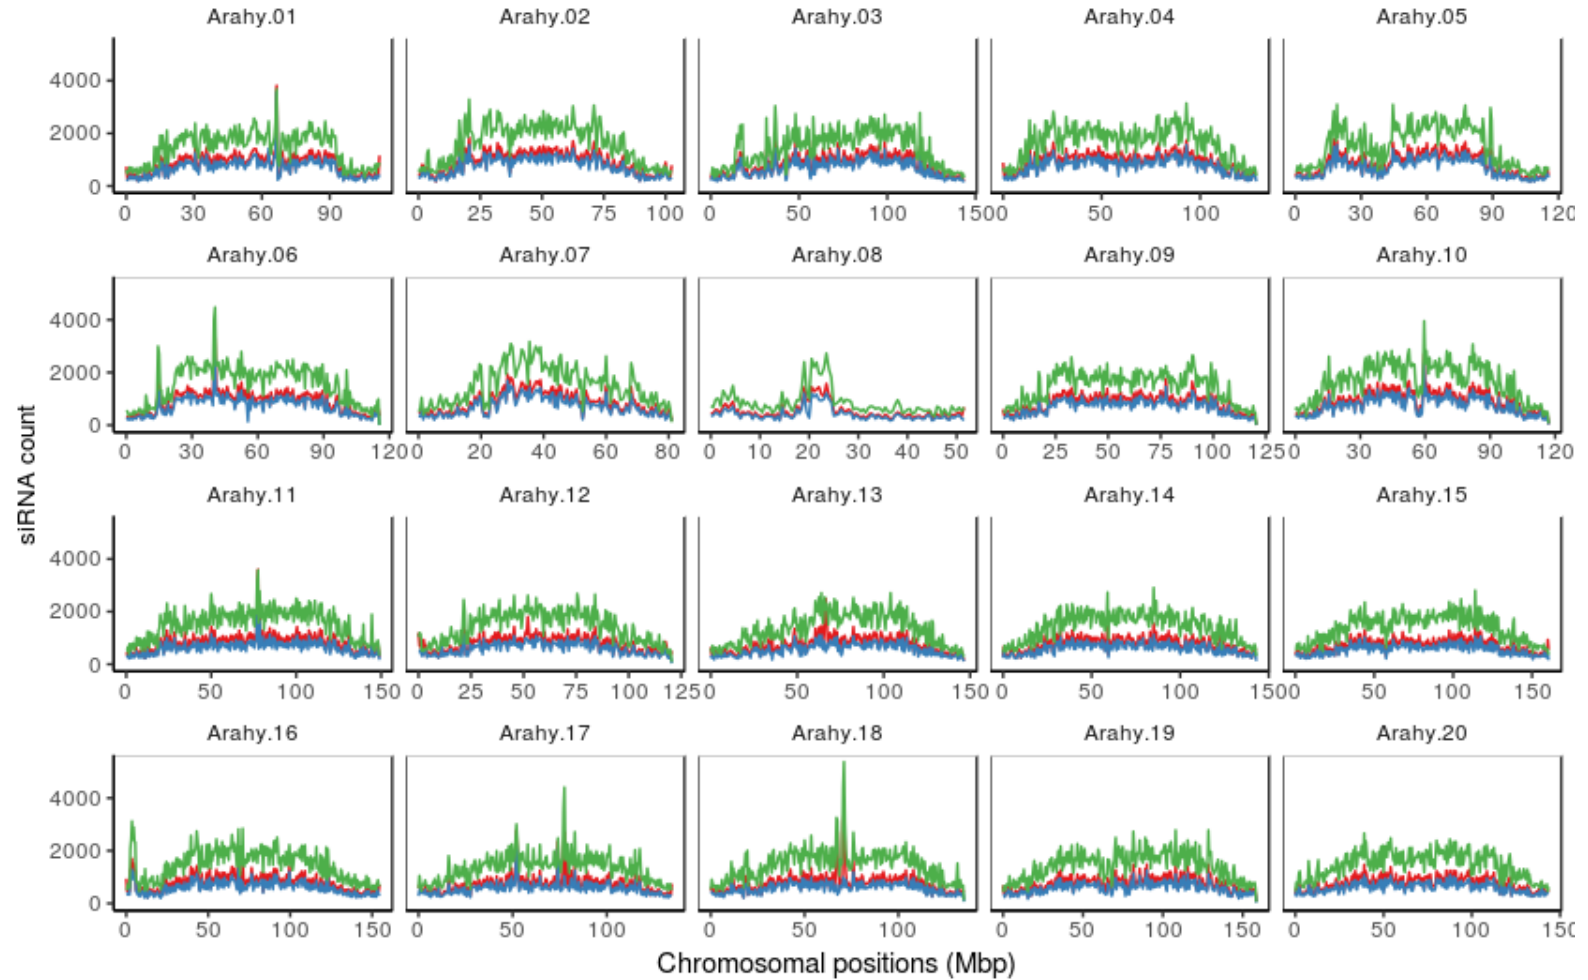 Arahy.01 Arahy.02 Arahy.03 Arahy.04 Arahy.05
4000
2000
0
0 30 60 90 0 25 50 75 100 0 50 100 150 0 50 100 0 30 60 90 120
Arahy.06 Arahy.07 Arahy.08 Arahy.09 Arahy.10
4000
2000
0
0 30 60 90 120 0 20 40 60 80 0 10 20 30 40 50 0 25 50 75 100 125 0 30 60 90 120
siRNA count
Arahy.11 Arahy.12 Arahy.13 Arahy.14 Arahy.15
4000
2000
0
0 50 100 150 0 25 50 75 100 125 0 50 100 150 0 50 100 150 0 50 100 150
Arahy.16 Arahy.17 Arahy.18 Arahy.19 Arahy.20
4000
2000
0
0 50 100 150 0 50 100 0 50 100 0 50 100 150 0 50 100 150
Chromosomal positions (Mbp)